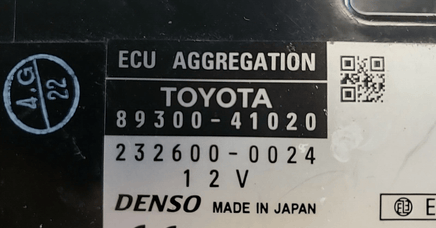 ECU AGGREGATION
TOYOTA
89300-41020
232600-0024
12V
DENSO MADE IN JAPAN
4.G
22
E